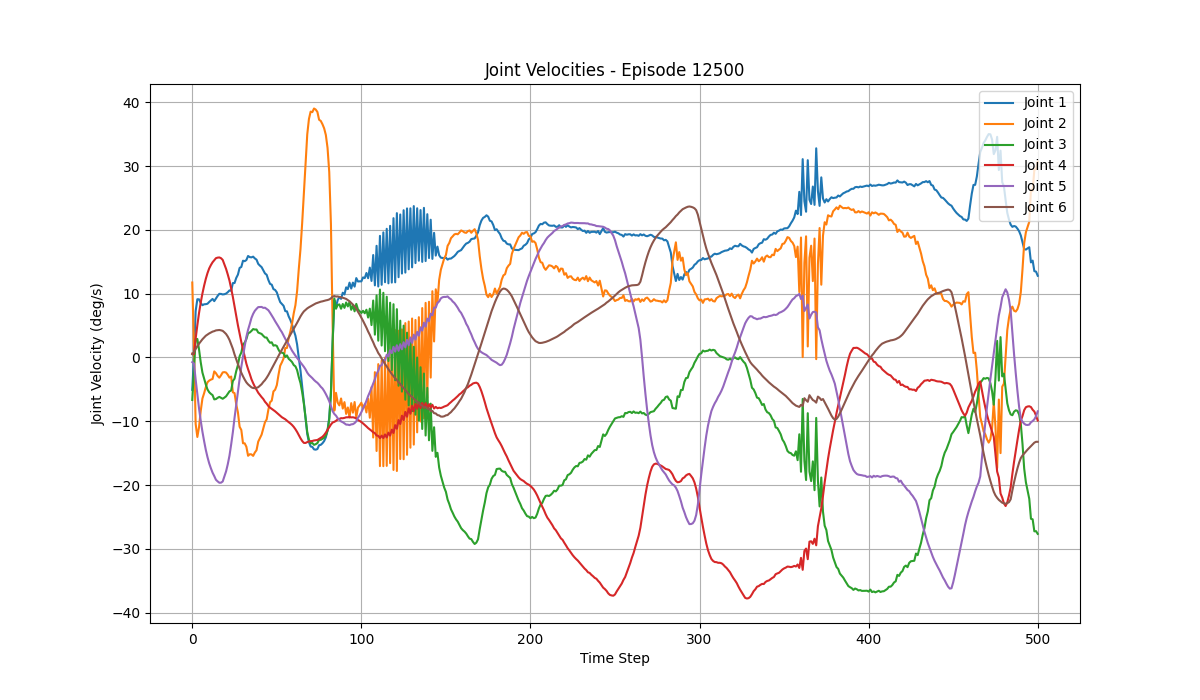 Joint Velocities - Episode 12500
Joint Velocity (deg/s)
40
30
20
10
0
−10
−20
−30
−40
Joint 1
Joint 2
Joint 3
Joint 4
Joint 5
Joint 6
0 100 200 300 400 500
Time Step